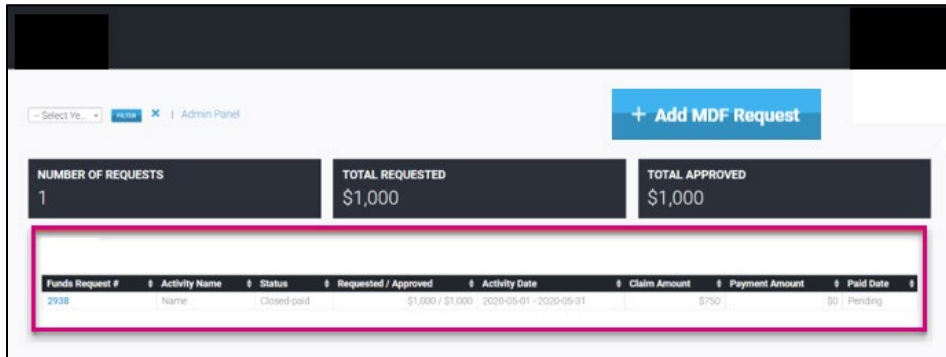 -- Select Ye... FILTER × | Admin Panel
+ Add MDF Request
NUMBER OF REQUESTS TOTAL REQUESTED TOTAL APPROVED
1 $1,000 $1,000
Funds Request # Activity Name Status Requested / Approved Activity Date Claim Amount Payment Amount Paid Date
2938 Name Closed-paid $1,000 / $1,000 2020-05-01 - 2020-05-31 $750 $0 Pending